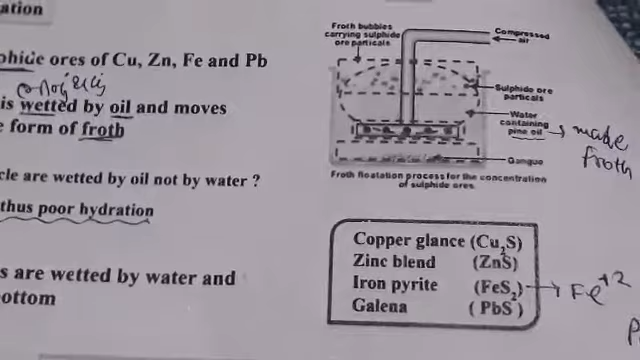 ation
Froth bubbles
carrying sulphide
ore particals
Compressed
air
phide ores of Cu, Zn, Fe and Pb
Sulphide ore
particals
is wetted by oil and moves
Water
containing
pine oil → made
froth
e form of froth
Gangue
Froth floatation process for the concentration
of sulphide ores.
cle are wetted by oil not by water ?
thus poor hydration
Copper glance (Cu₂S)
Zinc blend (ZnS)
Iron pyrite (FeS₂) → Fe⁺²
Galena (PbS)
s are wetted by water and
ottom
P